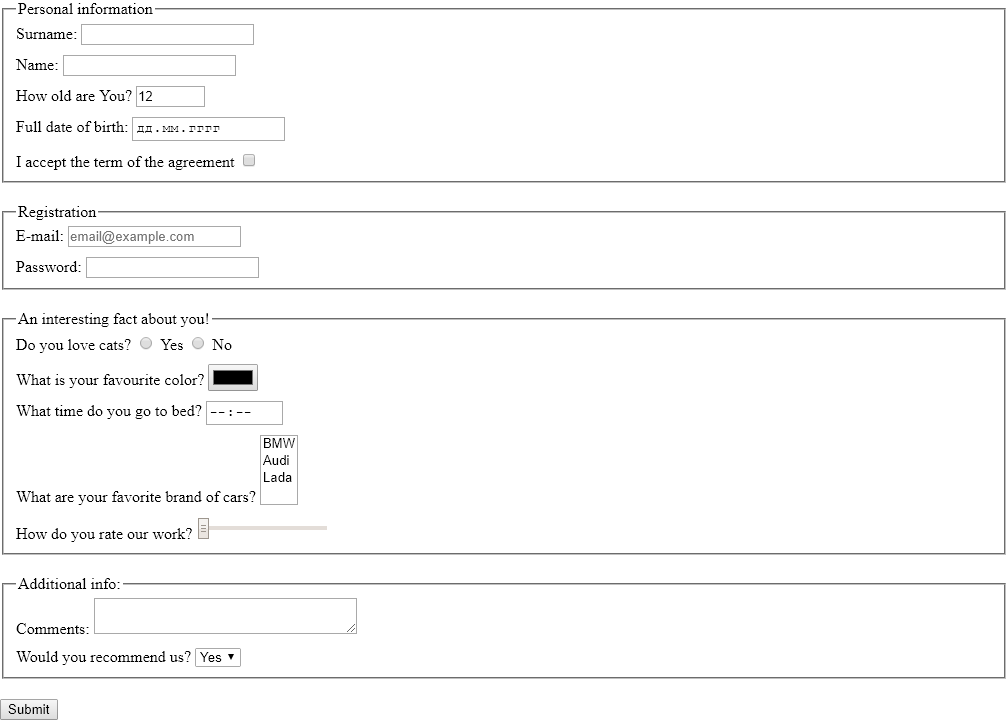 Personal information
Surname:
Name:
How old are You? 12
Full date of birth: дд.мм.гггг
I accept the term of the agreement
Registration
E-mail: email@example.com
Password:
An interesting fact about you!
Do you love cats? Yes No
What is your favourite color?
What time do you go to bed? --:--
BMW
Audi
Lada
What are your favorite brand of cars?
How do you rate our work?
Additional info:
Comments:
Would you recommend us? Yes
Submit